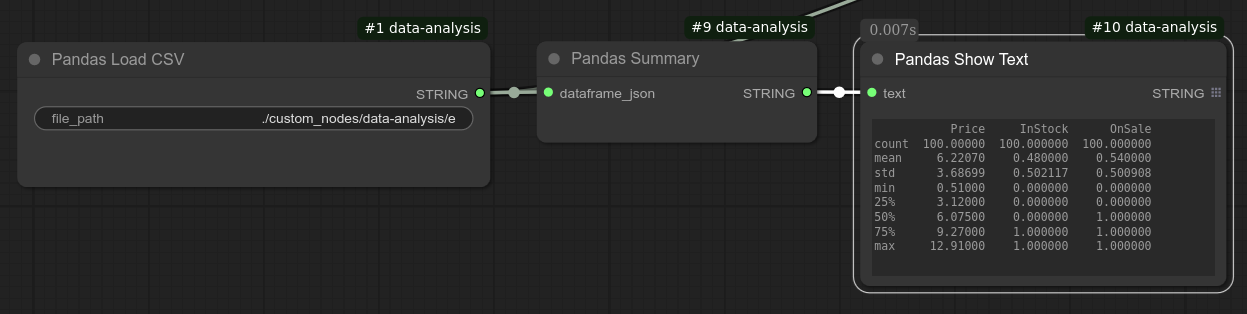 #1 data-analysis
Pandas Load CSV
STRING
file_path ./custom_nodes/data-analysis/e
#9 data-analysis
Pandas Summary
dataframe_json STRING
0.007s
#10 data-analysis
Pandas Show Text
text STRING
Price InStock OnSale
count 100.00000 100.000000 100.000000
mean 6.22070 0.480000 0.540000
std 3.68699 0.502117 0.500908
min 0.51000 0.000000 0.000000
25% 3.12000 0.000000 0.000000
50% 6.07500 0.000000 1.000000
75% 9.27000 1.000000 1.000000
max 12.91000 1.000000 1.000000